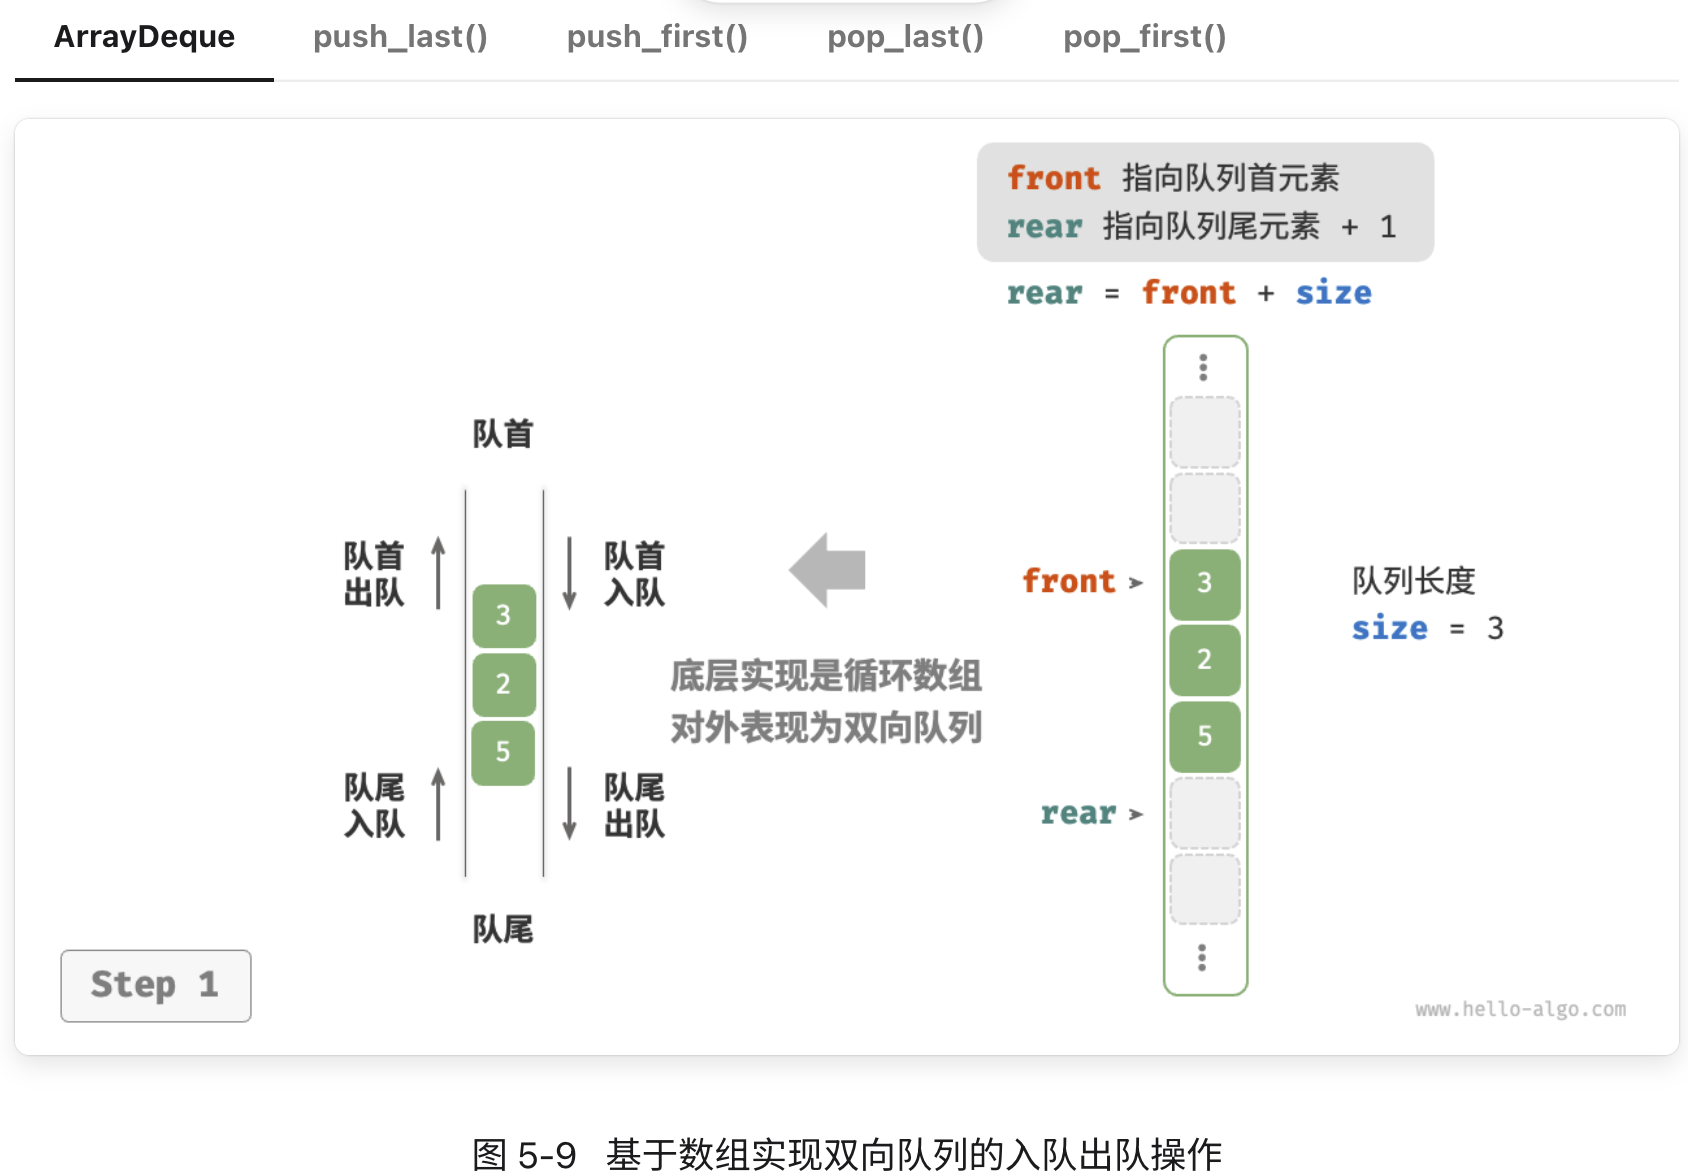 ArrayDeque push_last() push_first() pop_last() pop_first()
front 指向队列首元素
rear 指向队列尾元素 + 1
rear = front + size
队首
队首
出队
队首
入队
3
2
5
队尾
入队
队尾
出队
队尾
底层实现是循环数组
对外表现为双向队列
front
3
2
5
rear
队列长度
size = 3
Step 1
www.hello-algo.com
图 5-9 基于数组实现双向队列的入队出队操作